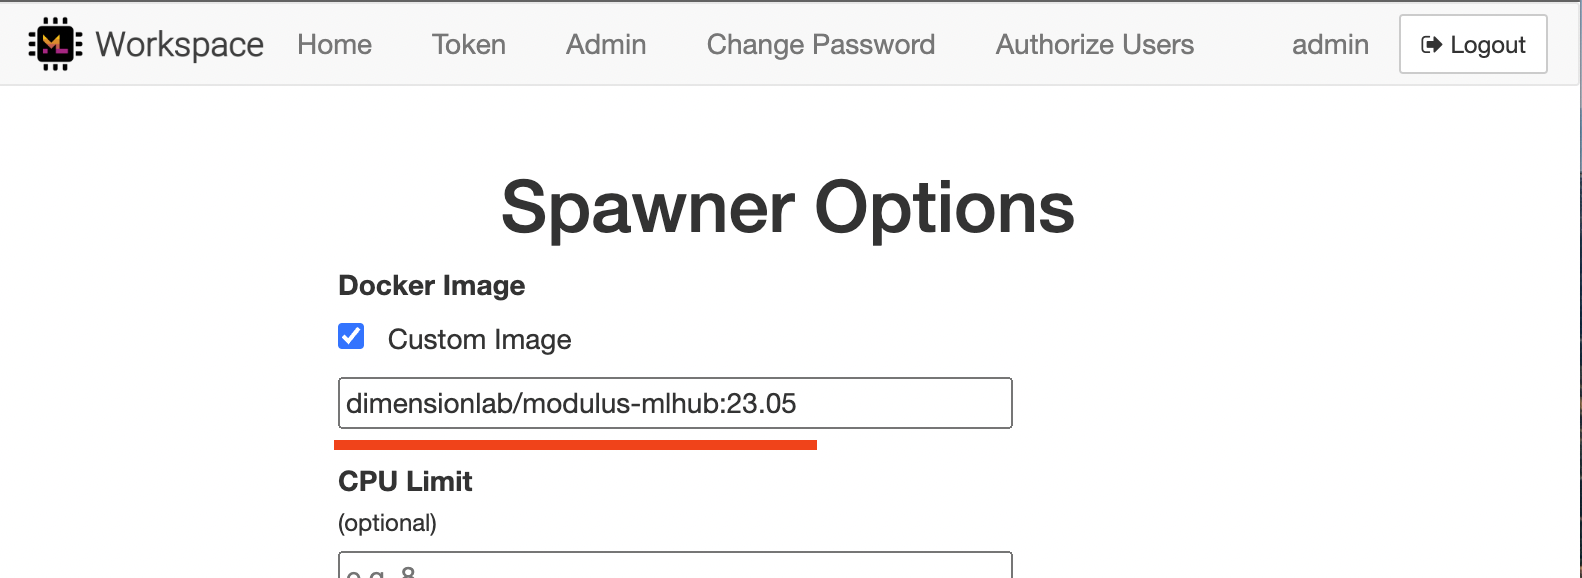 ML Workspace Home Token Admin Change Password Authorize Users admin Logout
Spawner Options
Docker Image
Custom Image
dimensionlab/modulus-mlhub:23.05
CPU Limit
(optional)
e.g. 8